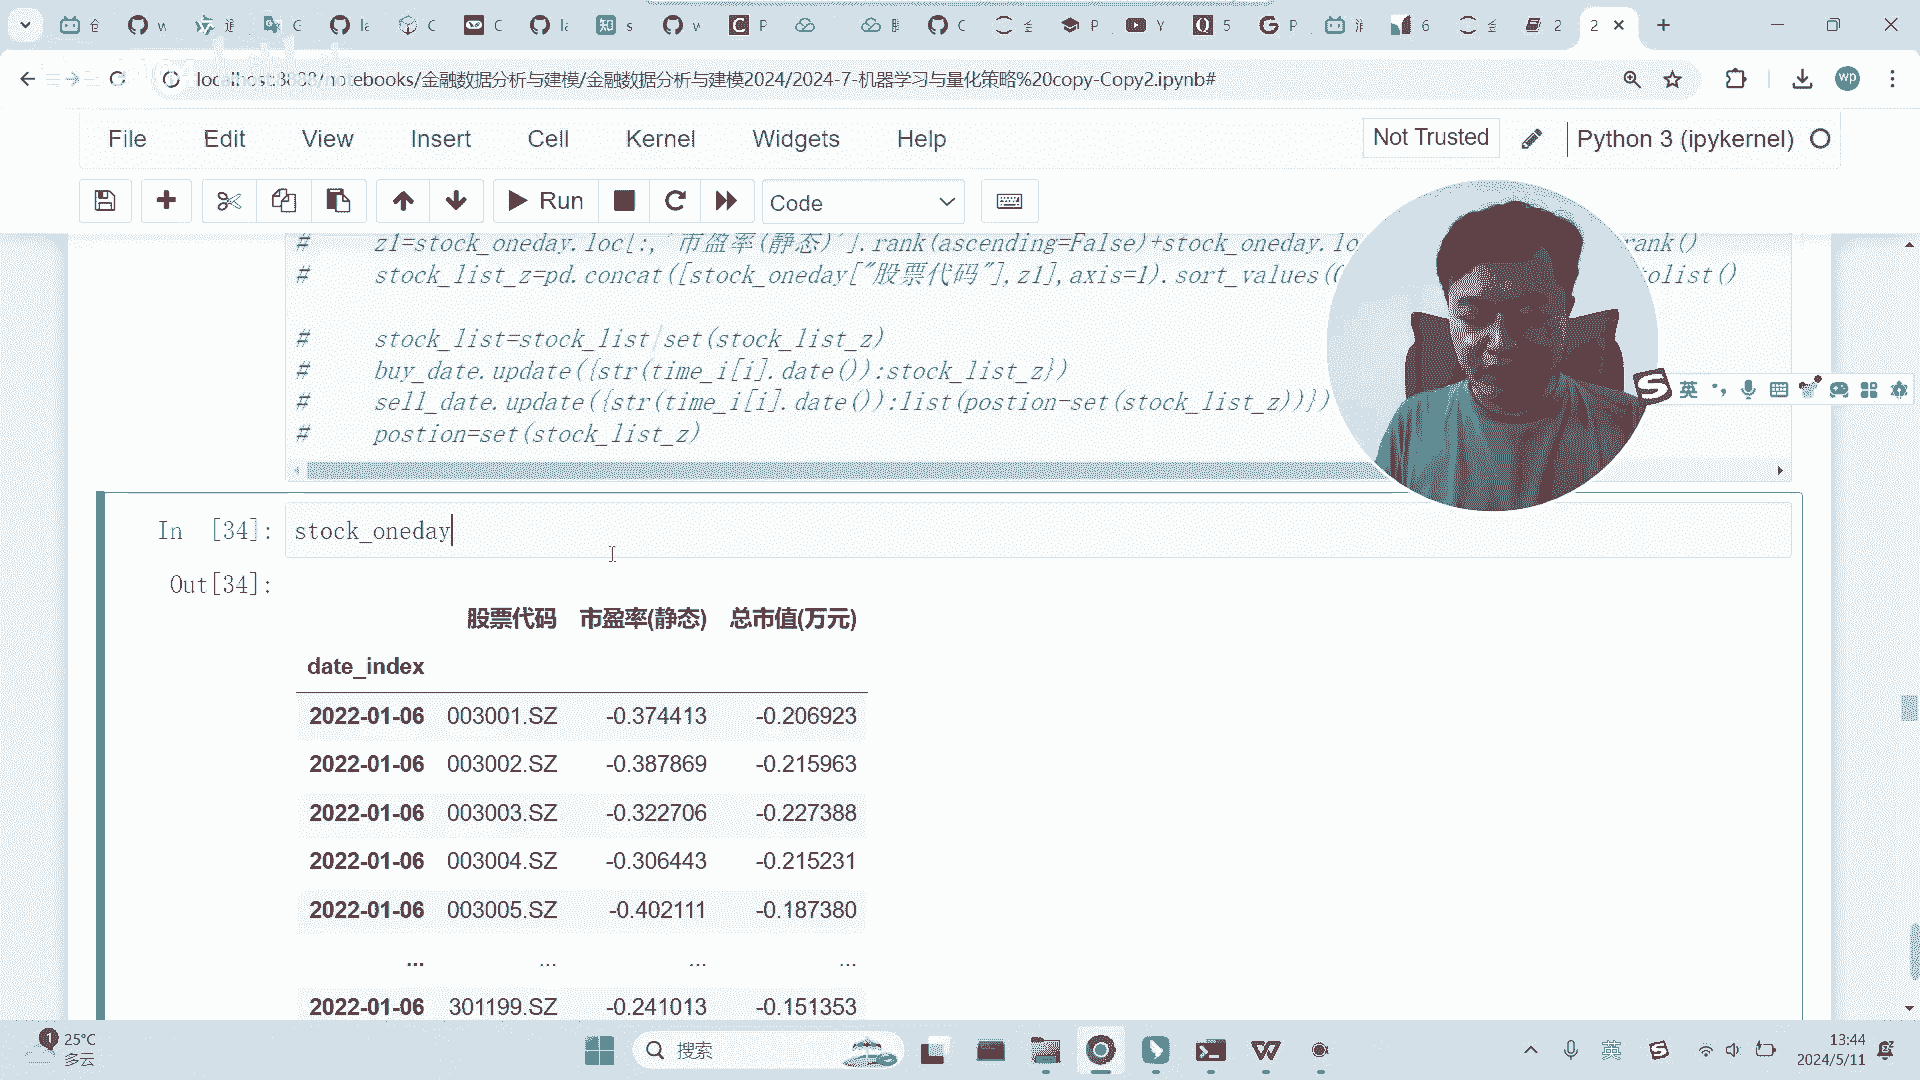 localhost:8888/notebooks/金融数据分析与建模/金融数据分析与建模2024/2024-7-机器学习与量化策略%20copy-Copy2.ipynb#
wp
File Edit View Insert Cell Kernel Widgets Help
Not Trusted
Python 3 (ipykernel)
Run
Code
# z1=stock_oneday.loc[:,'市盈率(静态)'].rank(ascending=False)+stock_oneday.lo rank()
# stock_list_z=pd.concat([stock_oneday["股票代码"],z1],axis=1).sort_values( tolist()
# stock_list=stock_list|set(stock_list_z)
# buy_date.update({str(time_i[i].date()):stock_list_z})
# sell_date.update({str(time_i[i].date()):list(postion-set(stock_list_z))})
# postion=set(stock_list_z)
英
In [34]: stock_oneday
Out[34]:
股票代码 市盈率(静态) 总市值(万元)
date_index
2022-01-06 003001.SZ -0.374413 -0.206923
2022-01-06 003002.SZ -0.387869 -0.215963
2022-01-06 003003.SZ -0.322706 -0.227388
2022-01-06 003004.SZ -0.306443 -0.215231
2022-01-06 003005.SZ -0.402111 -0.187380
... ... ... ...
2022-01-06 301199.SZ -0.241013 -0.151353
1
25°C
多云
搜索
英
13:44
2024/5/11